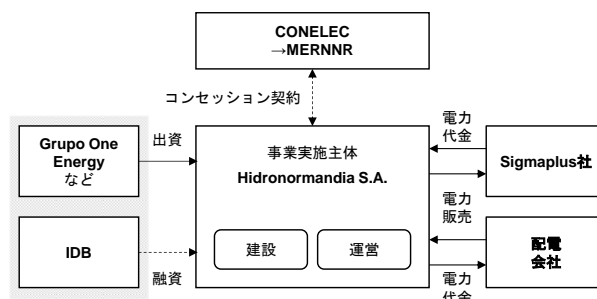 CONELEC
→MERNNR
コンセッション契約
Grupo One
Energy
など
出資
事業実施主体
Hidronormandia S.A.
電力
代金
Sigmaplus社
電力
販売
IDB
融資
建設
運営
配電
会社
電力
代金